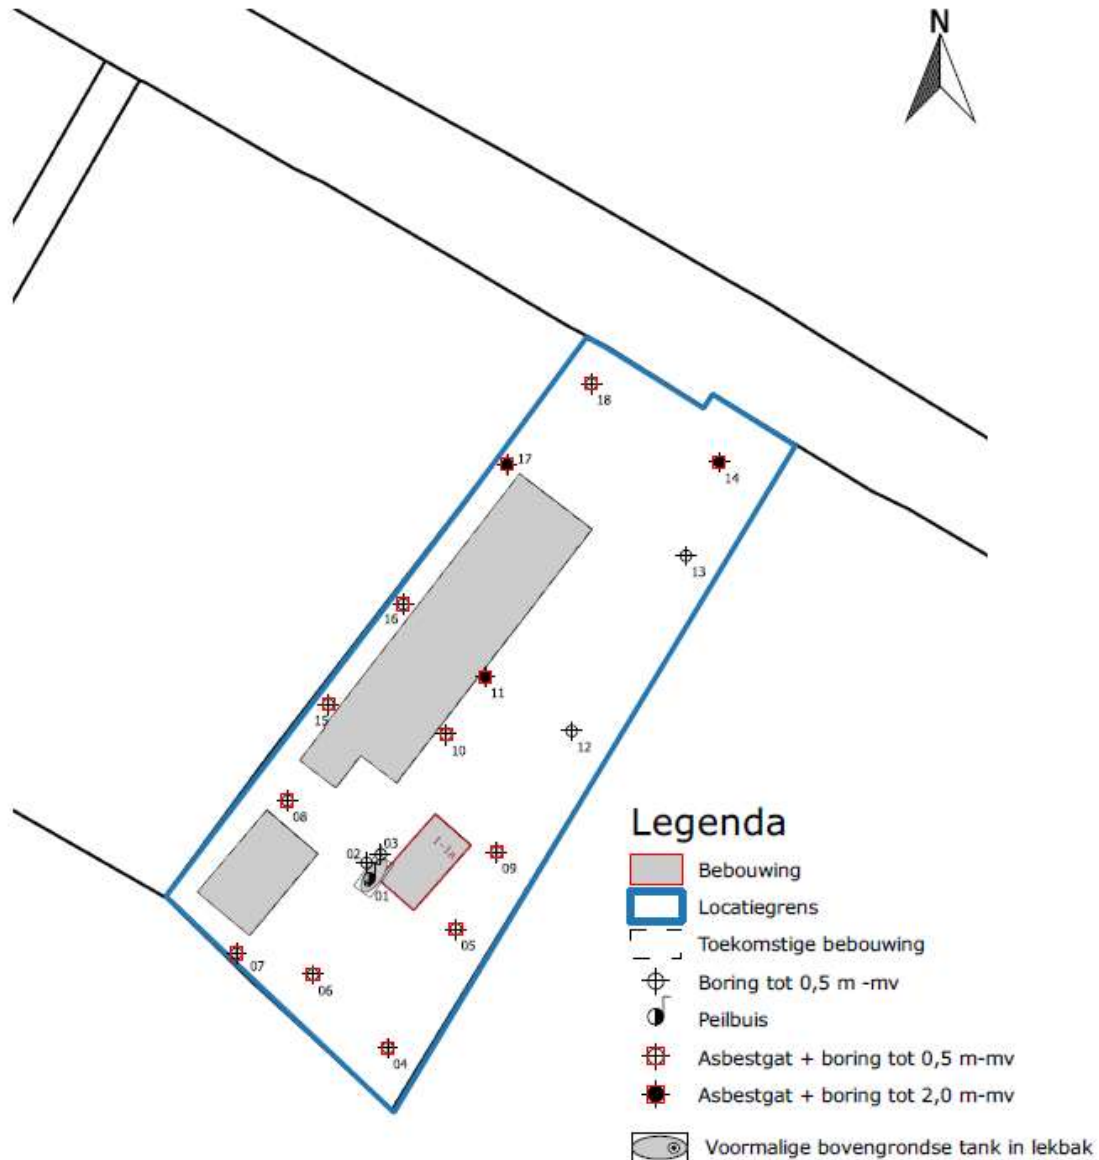 N
18
17
14
13
16
11
15
12
10
08
03
02
1-1a
09
01
05
07
06
04
Legenda
Bebouwing
Locatiegrens
Toekomstige bebouwing
Boring tot 0,5 m -mv
Peilbuis
Asbestgat + boring tot 0,5 m-mv
Asbestgat + boring tot 2,0 m-mv
Voormalige bovengrondse tank in lekbak